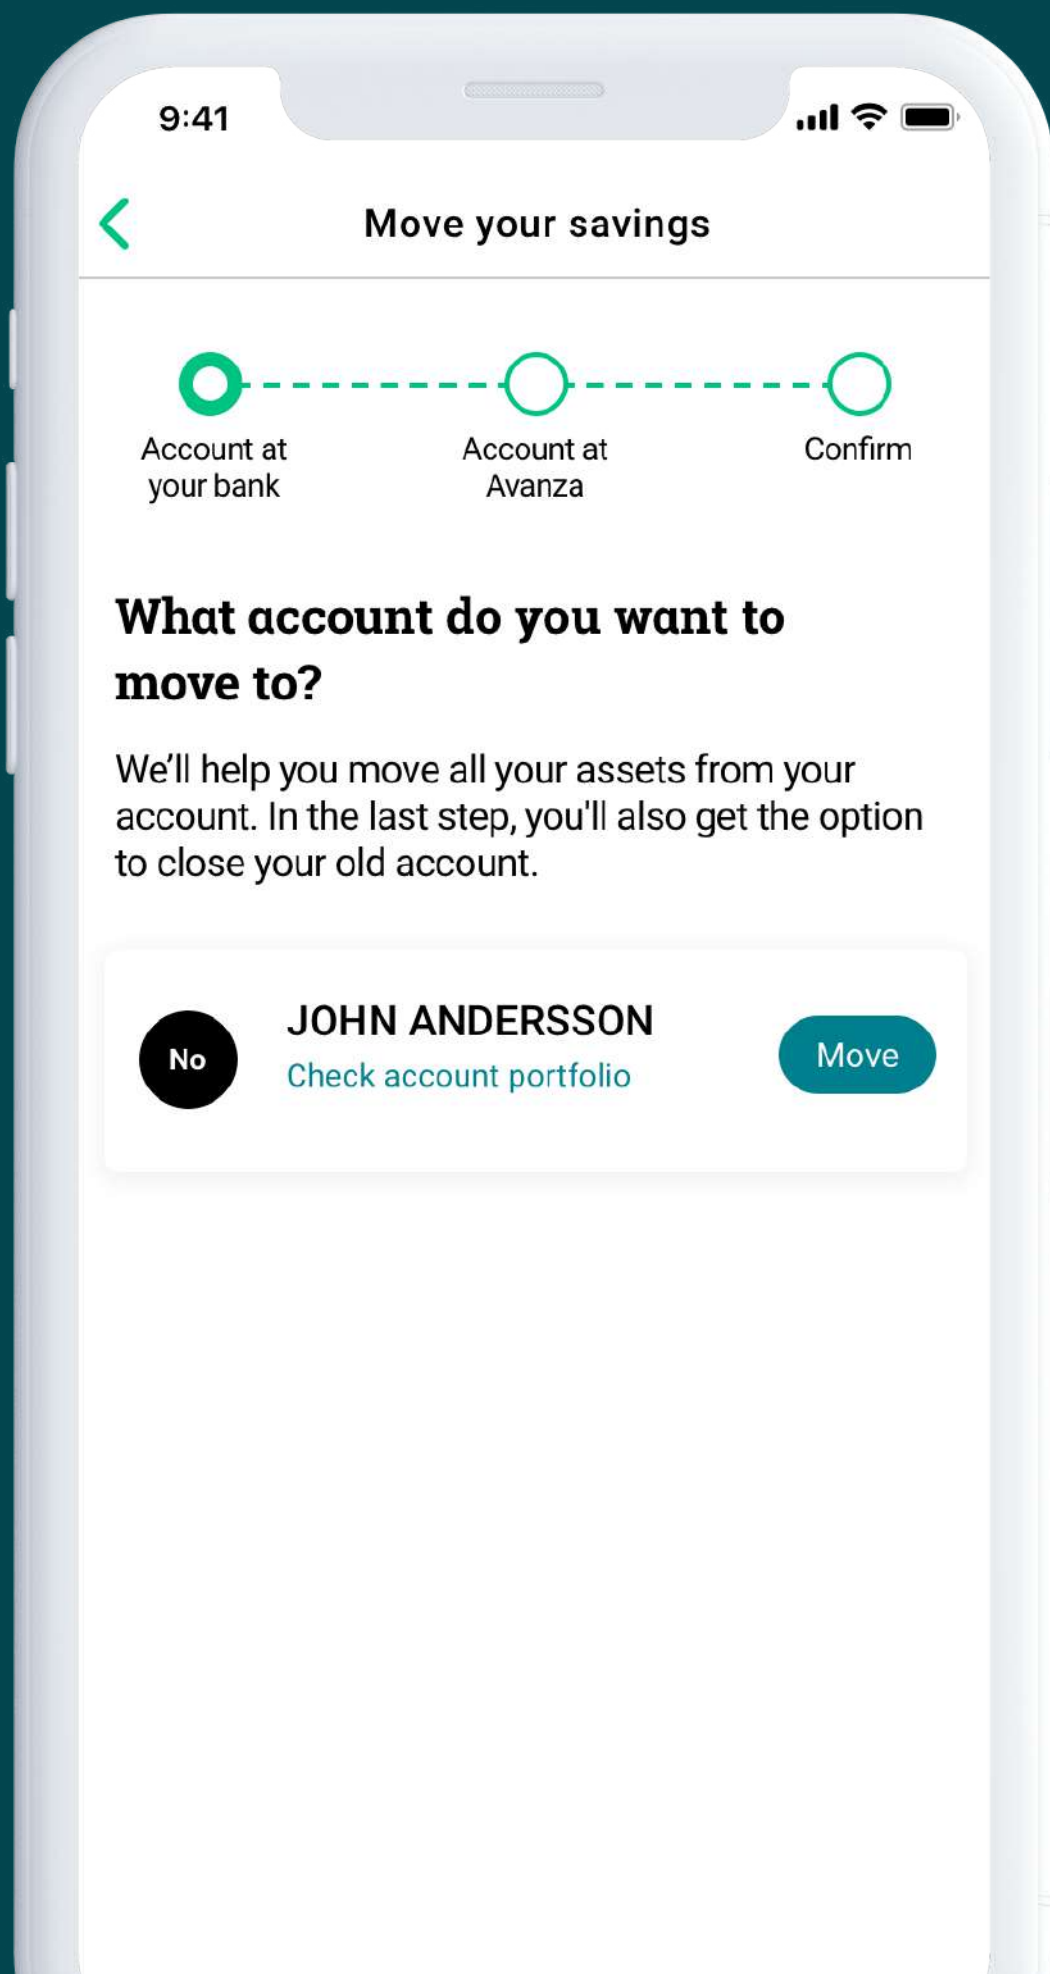 9:41
Move your savings
Account at
your bank
Account at
Avanza
Confirm
What account do you want to
move to?
We'll help you move all your assets from your
account. In the last step, you'll also get the option
to close your old account.
No
JOHN ANDERSSON
Check account portfolio
Move